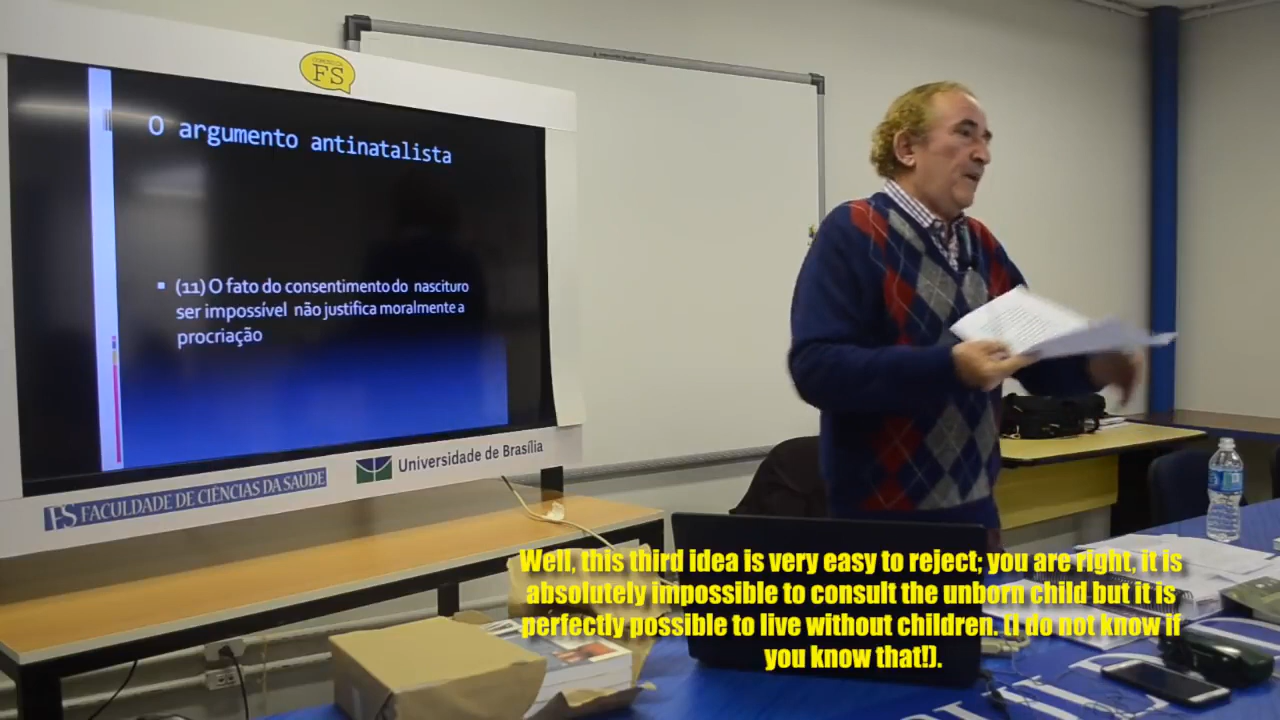 FS
O argumento antinatalista
(11) O fato do consentimento do nascituro
ser impossível não justifica moralmente a
procriação
FS FACULDADE DE CIÊNCIAS DA SAÚDE
Universidade de Brasília
Well, this third idea is very easy to reject; you are right, it is
absolutely impossible to consult the unborn child but it is
perfectly possible to live without children. (I do not know if
you know that!).